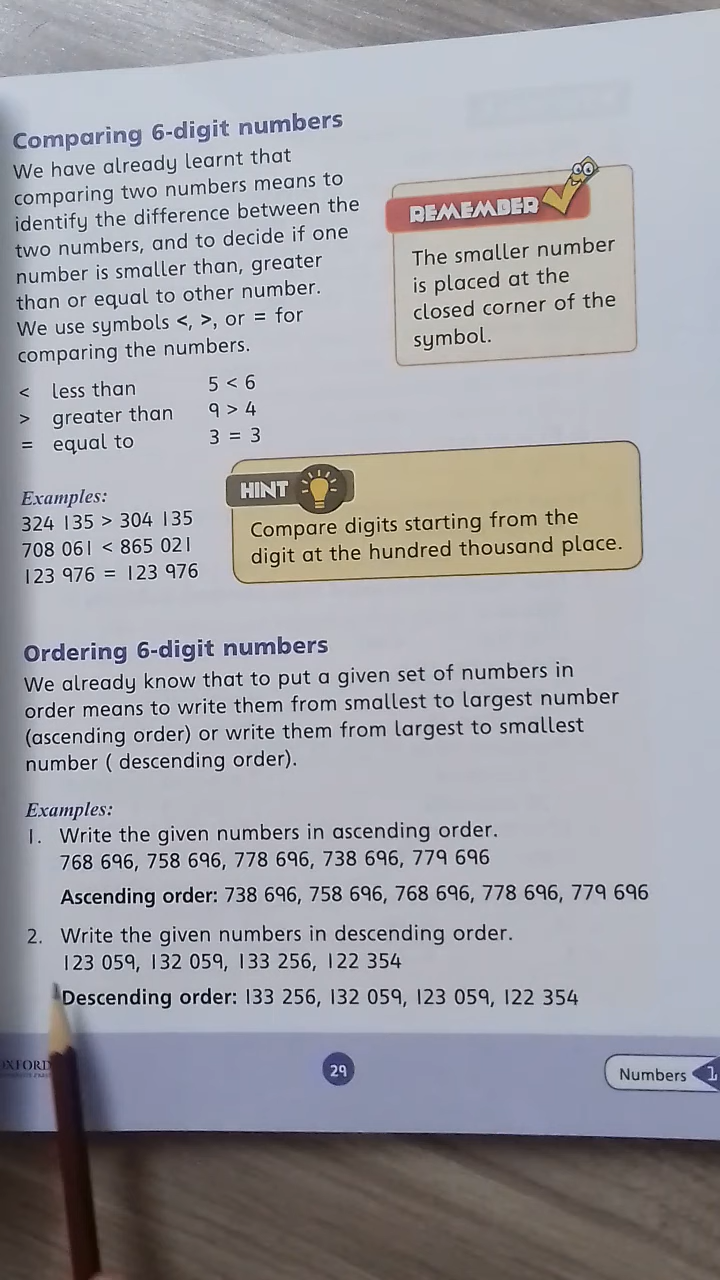 Comparing 6-digit numbers
We have already learnt that
comparing two numbers means to
identify the difference between the
two numbers, and to decide if one
number is smaller than, greater
than or equal to other number.
We use symbols <, >, or = for
comparing the numbers.
REMEMBER
The smaller number
is placed at the
closed corner of the
symbol.
< less than 5 < 6
> greater than 9 > 4
= equal to 3 = 3
Examples:
324 135 > 304 135
708 061 < 865 021
123 976 = 123 976
HINT
Compare digits starting from the
digit at the hundred thousand place.
Ordering 6-digit numbers
We already know that to put a given set of numbers in
order means to write them from smallest to largest number
(ascending order) or write them from largest to smallest
number ( descending order).
Examples:
1. Write the given numbers in ascending order.
768 696, 758 696, 778 696, 738 696, 779 696
Ascending order: 738 696, 758 696, 768 696, 778 696, 779 696
2. Write the given numbers in descending order.
123 059, 132 059, 133 256, 122 354
Descending order: 133 256, 132 059, 123 059, 122 354
OXFORD
29
Numbers 1